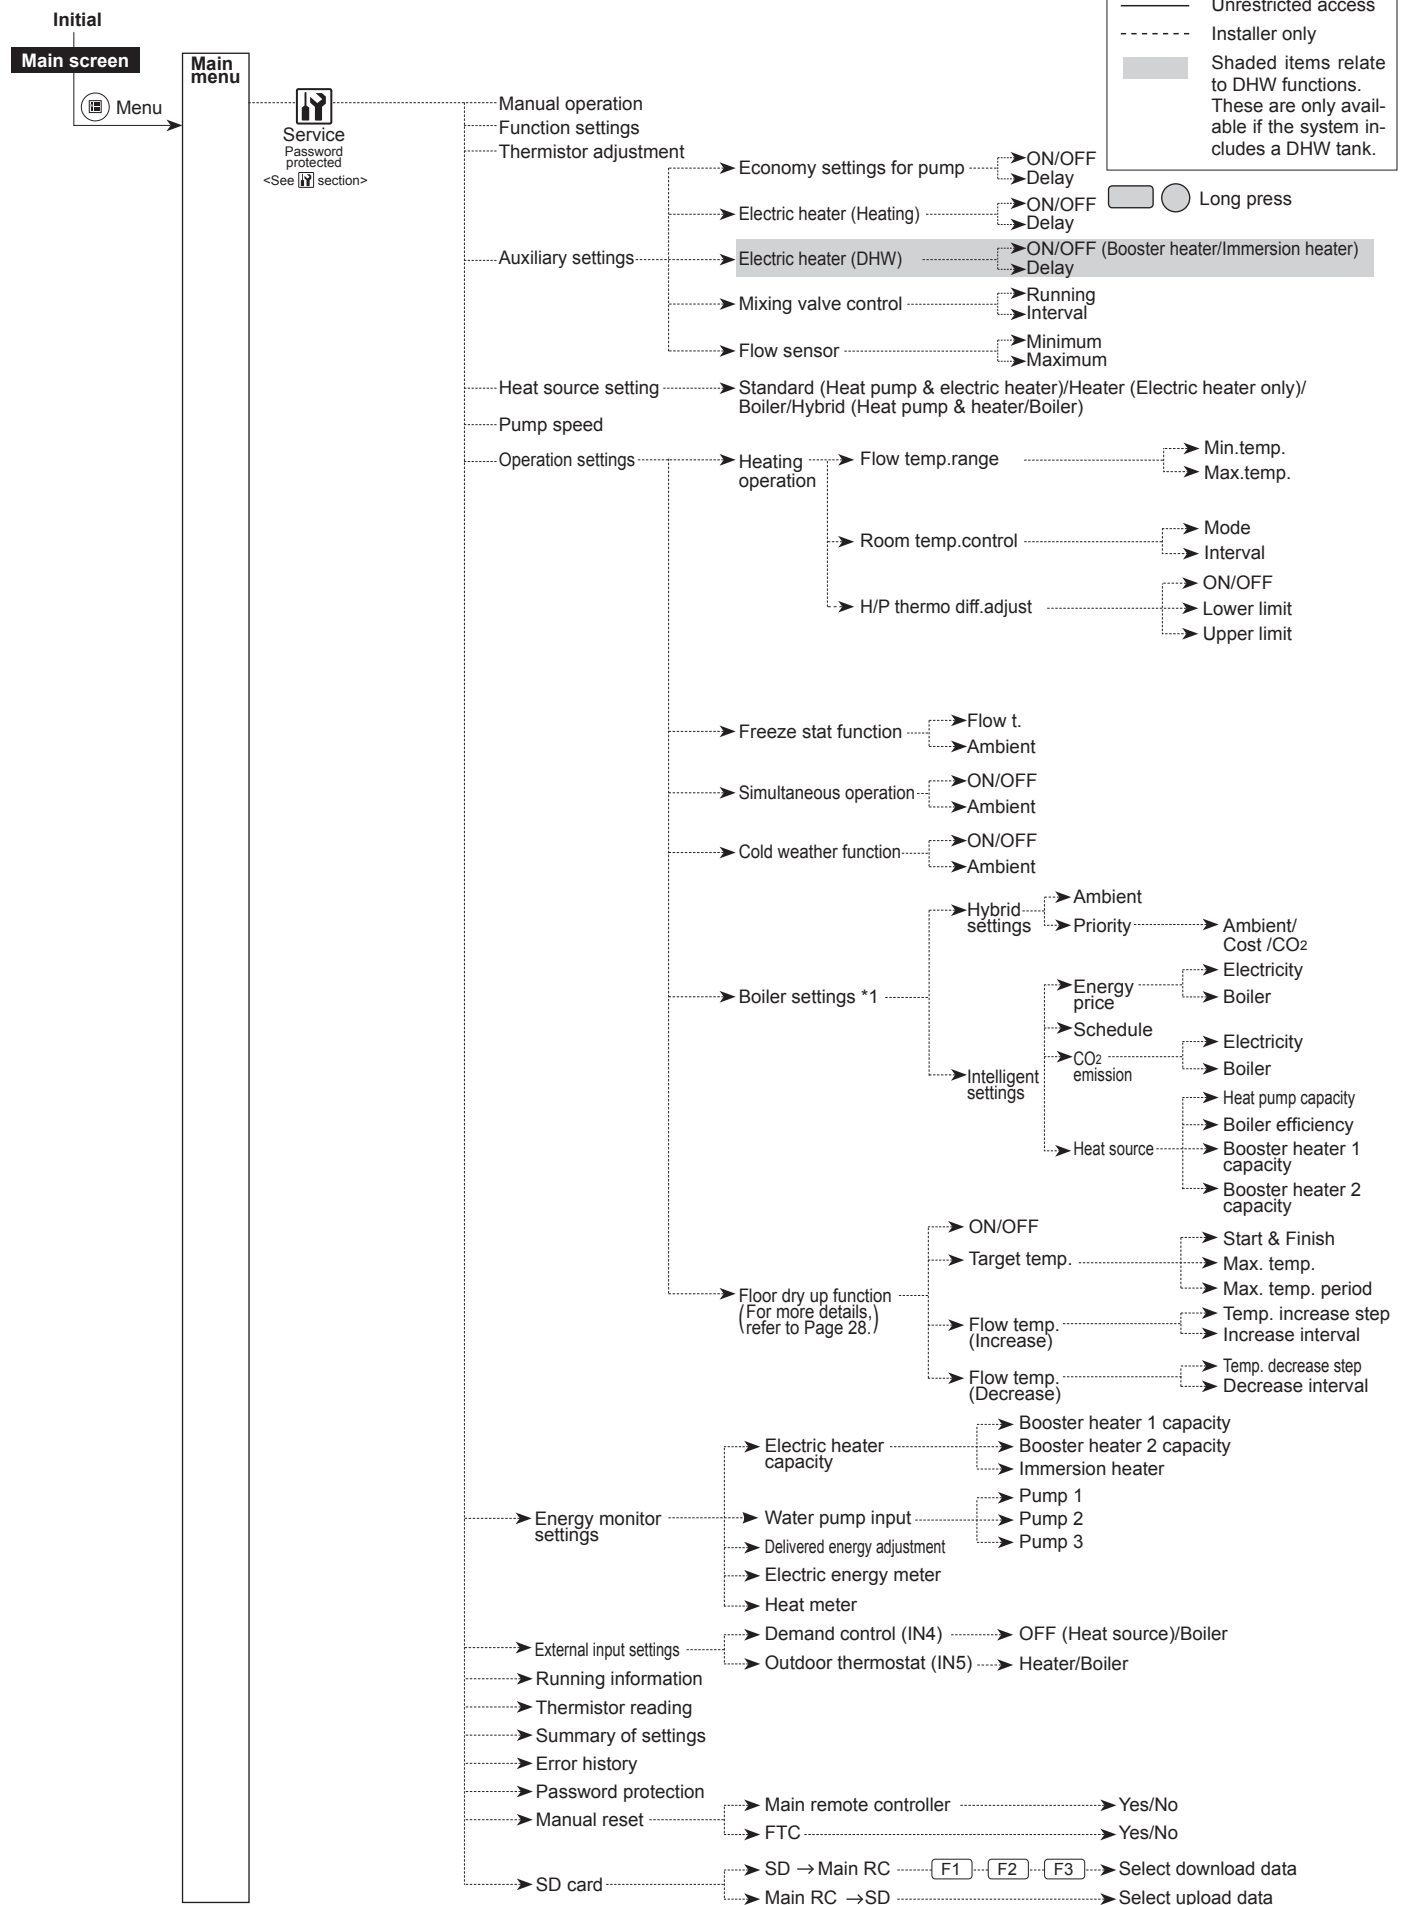 Initial
Main screen
Menu
Main
menu
Unrestricted access
Installer only
Shaded items relate
to DHW functions.
These are only avail-
able if the system in-
cludes a DHW tank.
Long press
Service
Password
protected
<See section>
Manual operation
Function settings
Thermistor adjustment
Auxiliary settings
Economy settings for pump
ON/OFF
Delay
Electric heater (Heating)
ON/OFF
Delay
Electric heater (DHW)
ON/OFF (Booster heater/Immersion heater)
Delay
Mixing valve control
Running
Interval
Flow sensor
Minimum
Maximum
Heat source setting
Standard (Heat pump & electric heater)/Heater (Electric heater only)/
Boiler/Hybrid (Heat pump & heater/Boiler)
Pump speed
Operation settings
Heating
operation
Flow temp.range
Min.temp.
Max.temp.
Room temp.control
Mode
Interval
H/P thermo diff.adjust
ON/OFF
Lower limit
Upper limit
Freeze stat function
Flow t.
Ambient
Simultaneous operation
ON/OFF
Ambient
Cold weather function
ON/OFF
Ambient
Boiler settings *1
Hybrid
settings
Ambient
Priority
Ambient/
Cost /CO2
Intelligent
settings
Energy
price
Electricity
Boiler
Schedule
CO2
emission
Electricity
Boiler
Heat source
Heat pump capacity
Boiler efficiency
Booster heater 1
capacity
Booster heater 2
capacity
Floor dry up function
(For more details,
refer to Page 28.)
ON/OFF
Target temp.
Start & Finish
Max. temp.
Max. temp. period
Flow temp.
(Increase)
Temp. increase step
Increase interval
Flow temp.
(Decrease)
Temp. decrease step
Decrease interval
Energy monitor
settings
Electric heater
capacity
Booster heater 1 capacity
Booster heater 2 capacity
Immersion heater
Water pump input
Pump 1
Pump 2
Pump 3
Delivered energy adjustment
Electric energy meter
Heat meter
External input settings
Demand control (IN4)
OFF (Heat source)/Boiler
Outdoor thermostat (IN5)
Heater/Boiler
Running information
Thermistor reading
Summary of settings
Error history
Password protection
Manual reset
Main remote controller
Yes/No
FTC
Yes/No
SD card
SD → Main RC
F1
F2
F3
Select download data
Main RC → SD
Select upload data